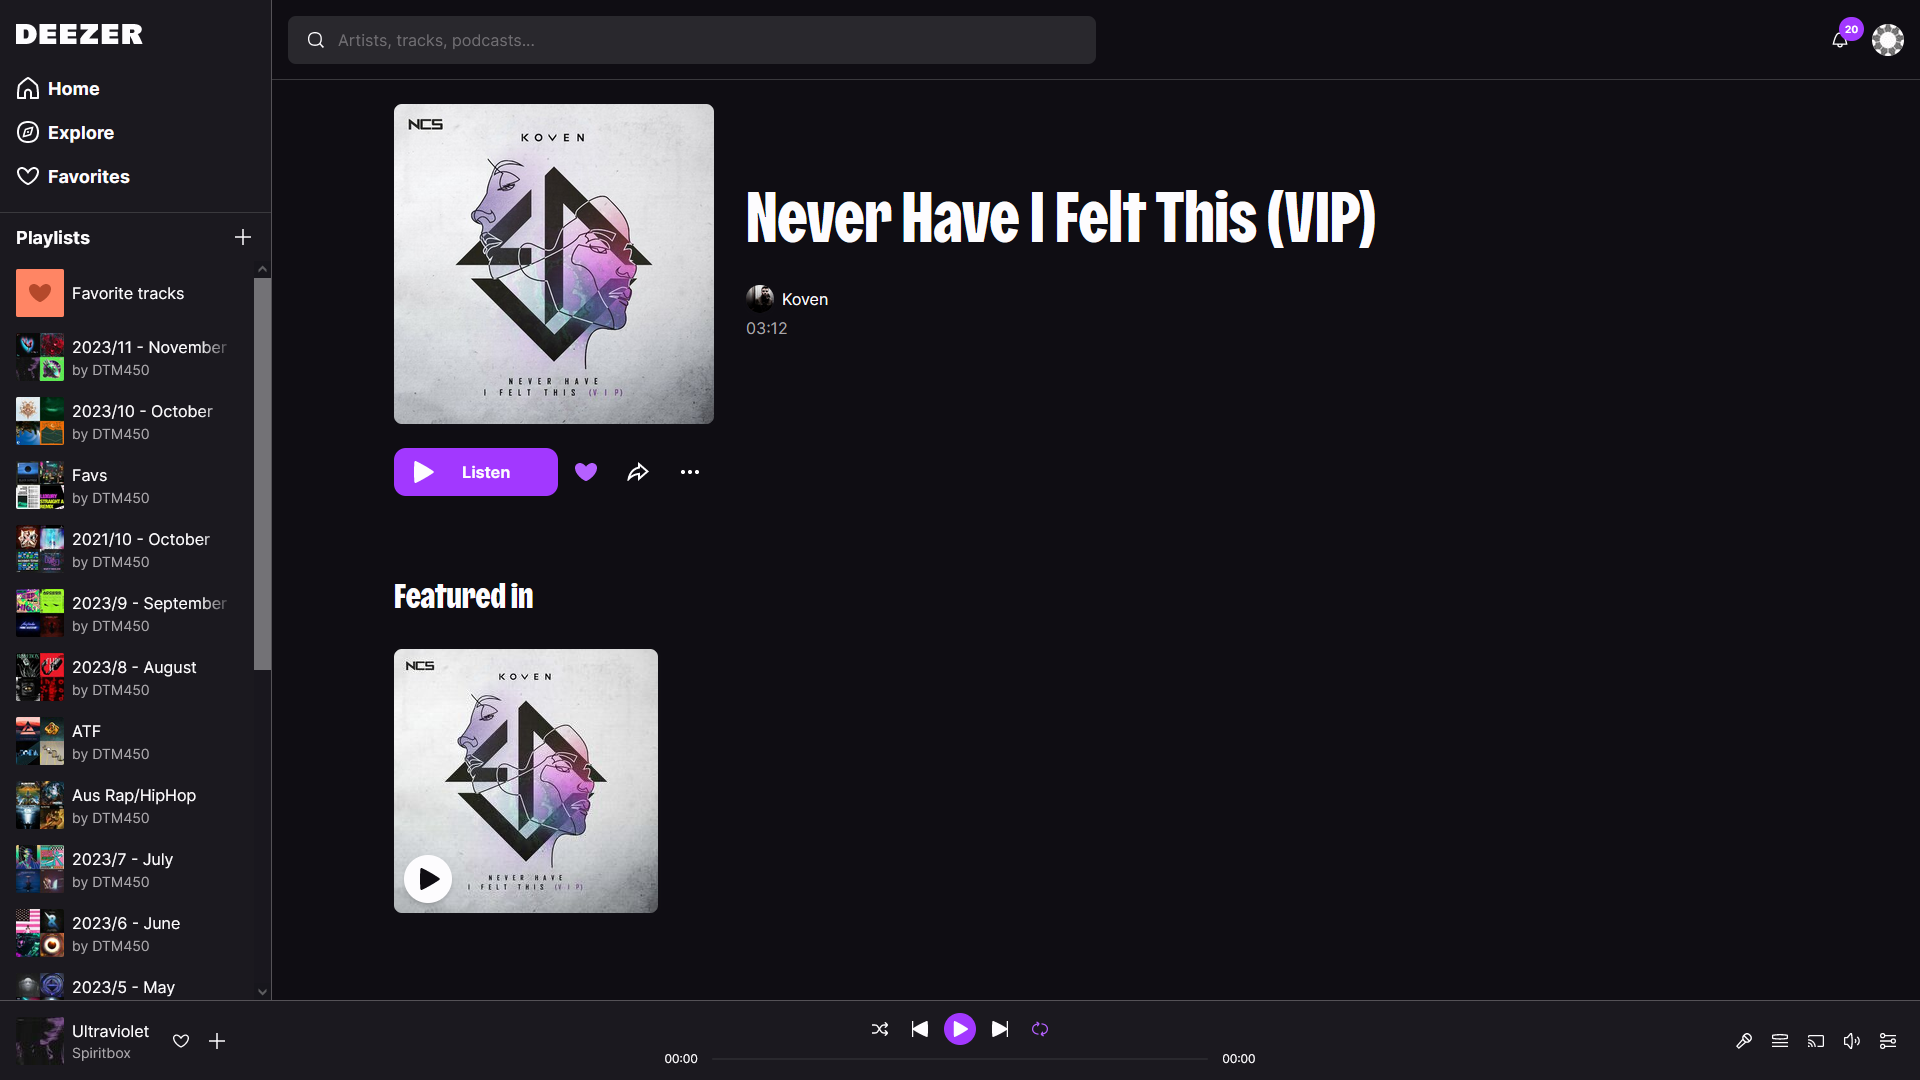 DEEZER
Home
Explore
Favorites
Playlists
Favorite tracks
2023/11 - November
by DTM450
2023/10 - October
by DTM450
Favs
by DTM450
2021/10 - October
by DTM450
2023/9 - September
by DTM450
2023/8 - August
by DTM450
ATF
by DTM450
Aus Rap/HipHop
by DTM450
2023/7 - July
by DTM450
2023/6 - June
by DTM450
2023/5 - May
Artists, tracks, podcasts...
20
NCS
KOVEN
NEVER HAVE
I FELT THIS (VIP)
Never Have I Felt This (VIP)
Koven
03:12
Listen
Featured in
NCS
KOVEN
NEVER HAVE
I FELT THIS (VIP)
Ultraviolet
Spiritbox
00:00
00:00